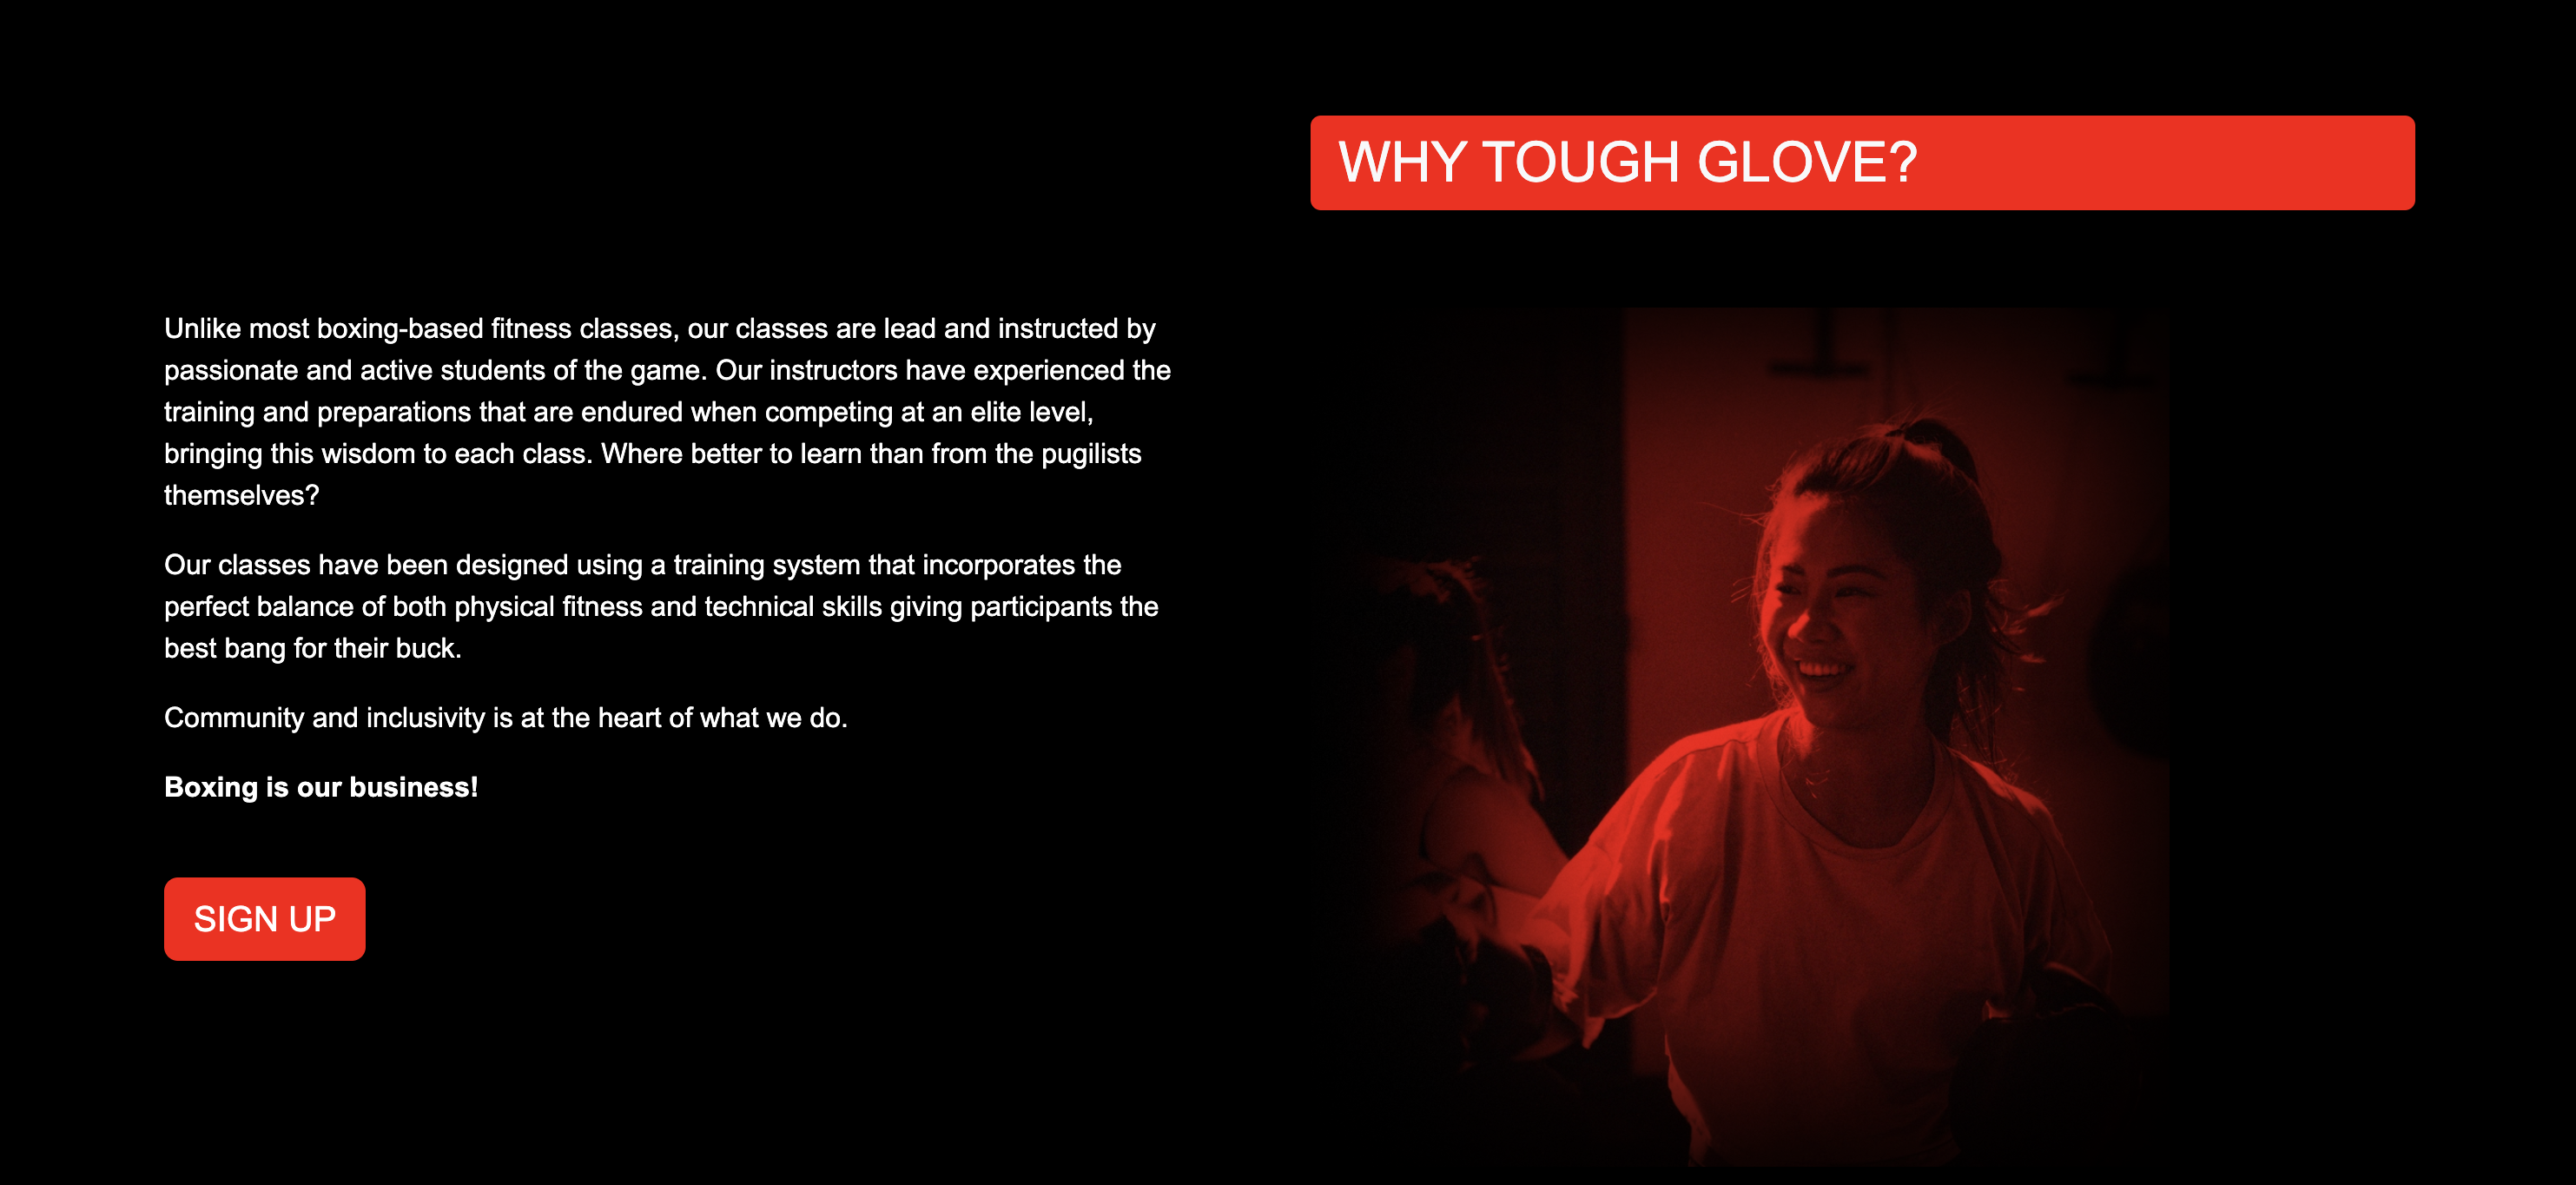 WHY TOUGH GLOVE?
Unlike most boxing-based fitness classes, our classes are lead and instructed by
passionate and active students of the game. Our instructors have experienced the
training and preparations that are endured when competing at an elite level,
bringing this wisdom to each class. Where better to learn than from the pugilists
themselves?
Our classes have been designed using a training system that incorporates the
perfect balance of both physical fitness and technical skills giving participants the
best bang for their buck.
Community and inclusivity is at the heart of what we do.
Boxing is our business!
SIGN UP